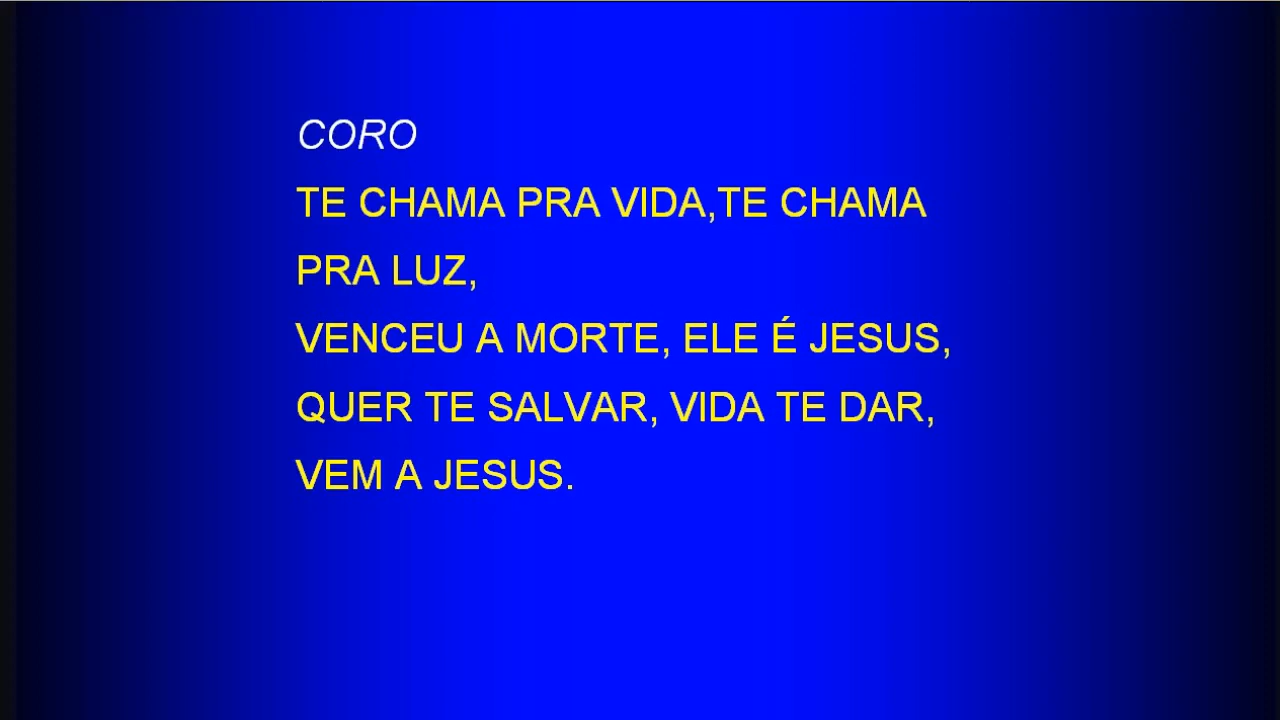 CORO
TE CHAMA PRA VIDA,TE CHAMA
PRA LUZ,
VENCEU A MORTE, ELE É JESUS,
QUER TE SALVAR, VIDA TE DAR,
VEM A JESUS.